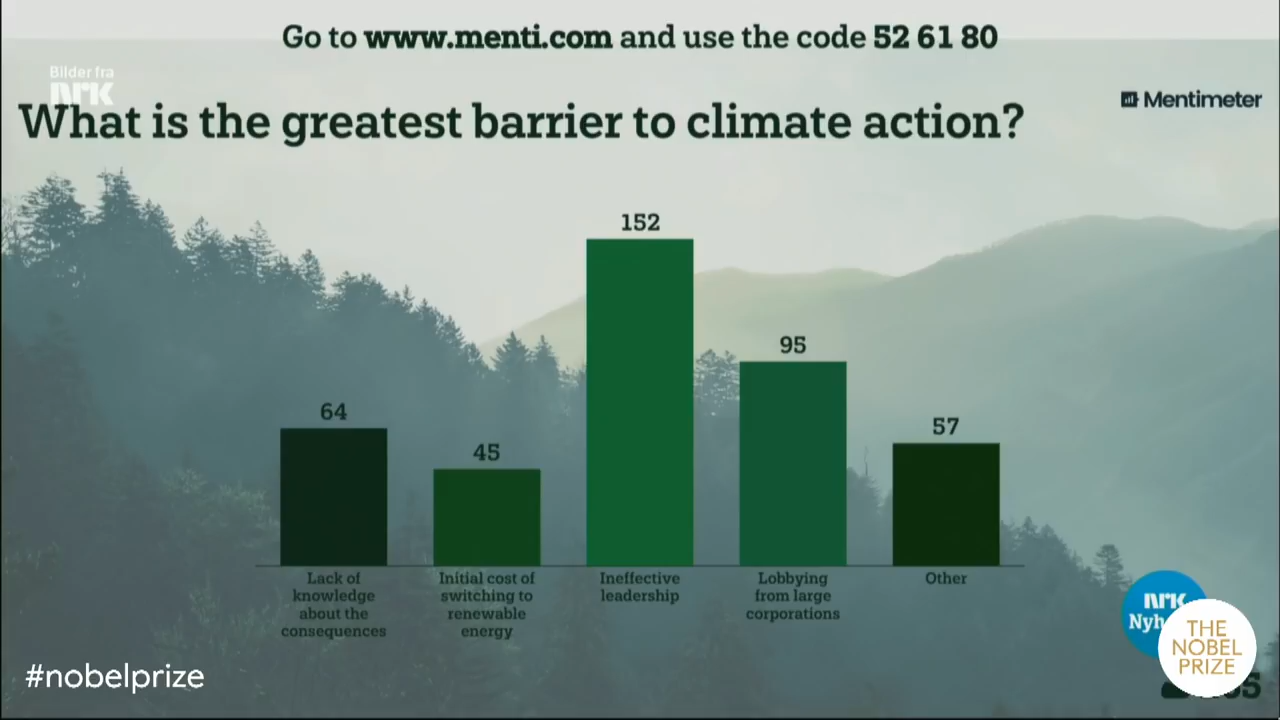 Go to www.menti.com and use the code 52 61 80
Bilder fra
nrk
What is the greatest barrier to climate action?
Mentimeter
152
95
64
57
45
Lack of
knowledge
about the
consequences
Initial cost of
switching to
renewable
energy
Ineffective
leadership
Lobbying
from large
corporations
Other
nrk
THE
NOBEL
PRIZE
#nobelprize